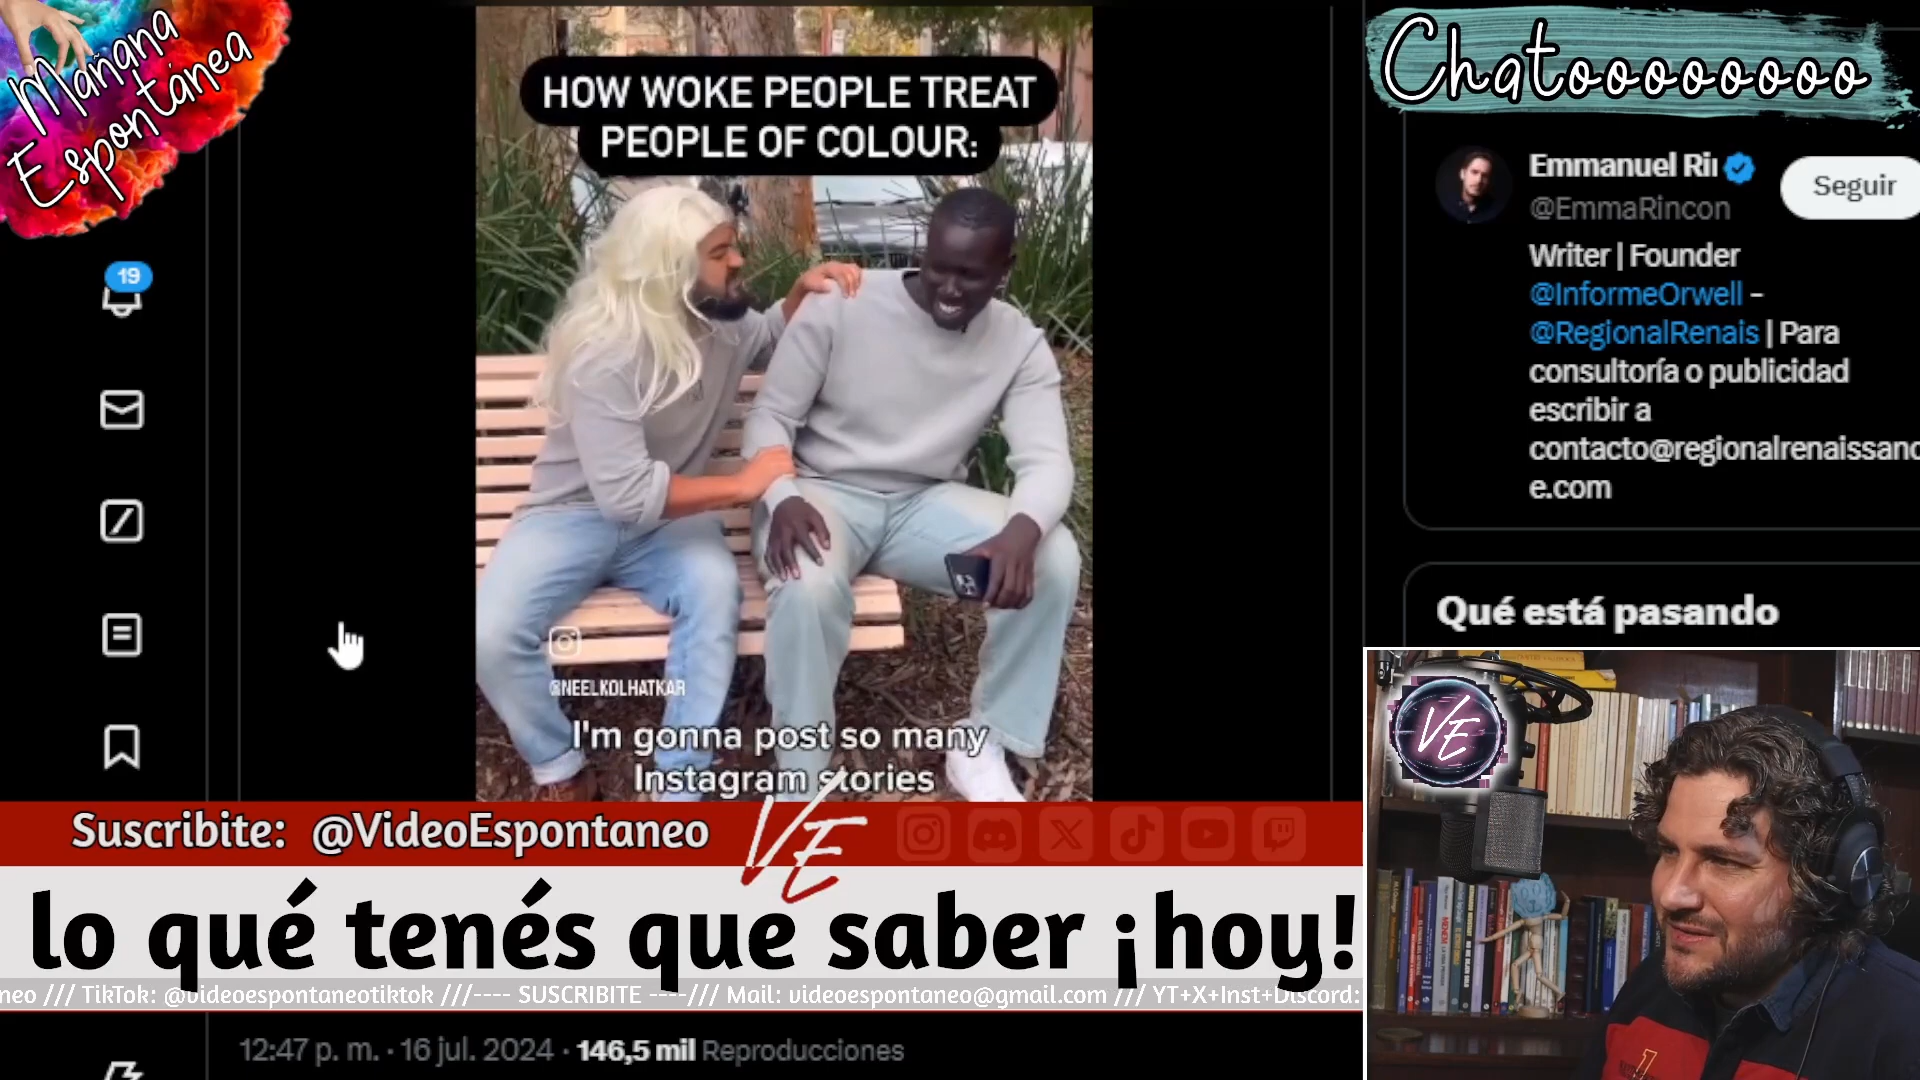 Mañana
Espontánea
19
HOW WOKE PEOPLE TREAT
PEOPLE OF COLOUR:
@NEELKOLHATKAR
I'm gonna post so many
Instagram stories
Chatooooooooo
Emmanuel Ri
@EmmaRincon
Seguir
Writer | Founder
@InformeOrwell –
@RegionalRenais | Para
consultoría o publicidad
escribir a
contacto@regionalrenaissanc
e.com
Qué está pasando
VE
Suscribite: @VideoEspontaneo
VE
lo qué tenés que saber ¡hoy!
neo /// TikTok: @videoespontaneotiktok ///---- SUSCRIBITE ----/// Mail: videoespontaneo@gmail.com /// YT+X+Inst+Discord:
12:47 p. m. · 16 jul. 2024 · 146,5 mil Reproducciones